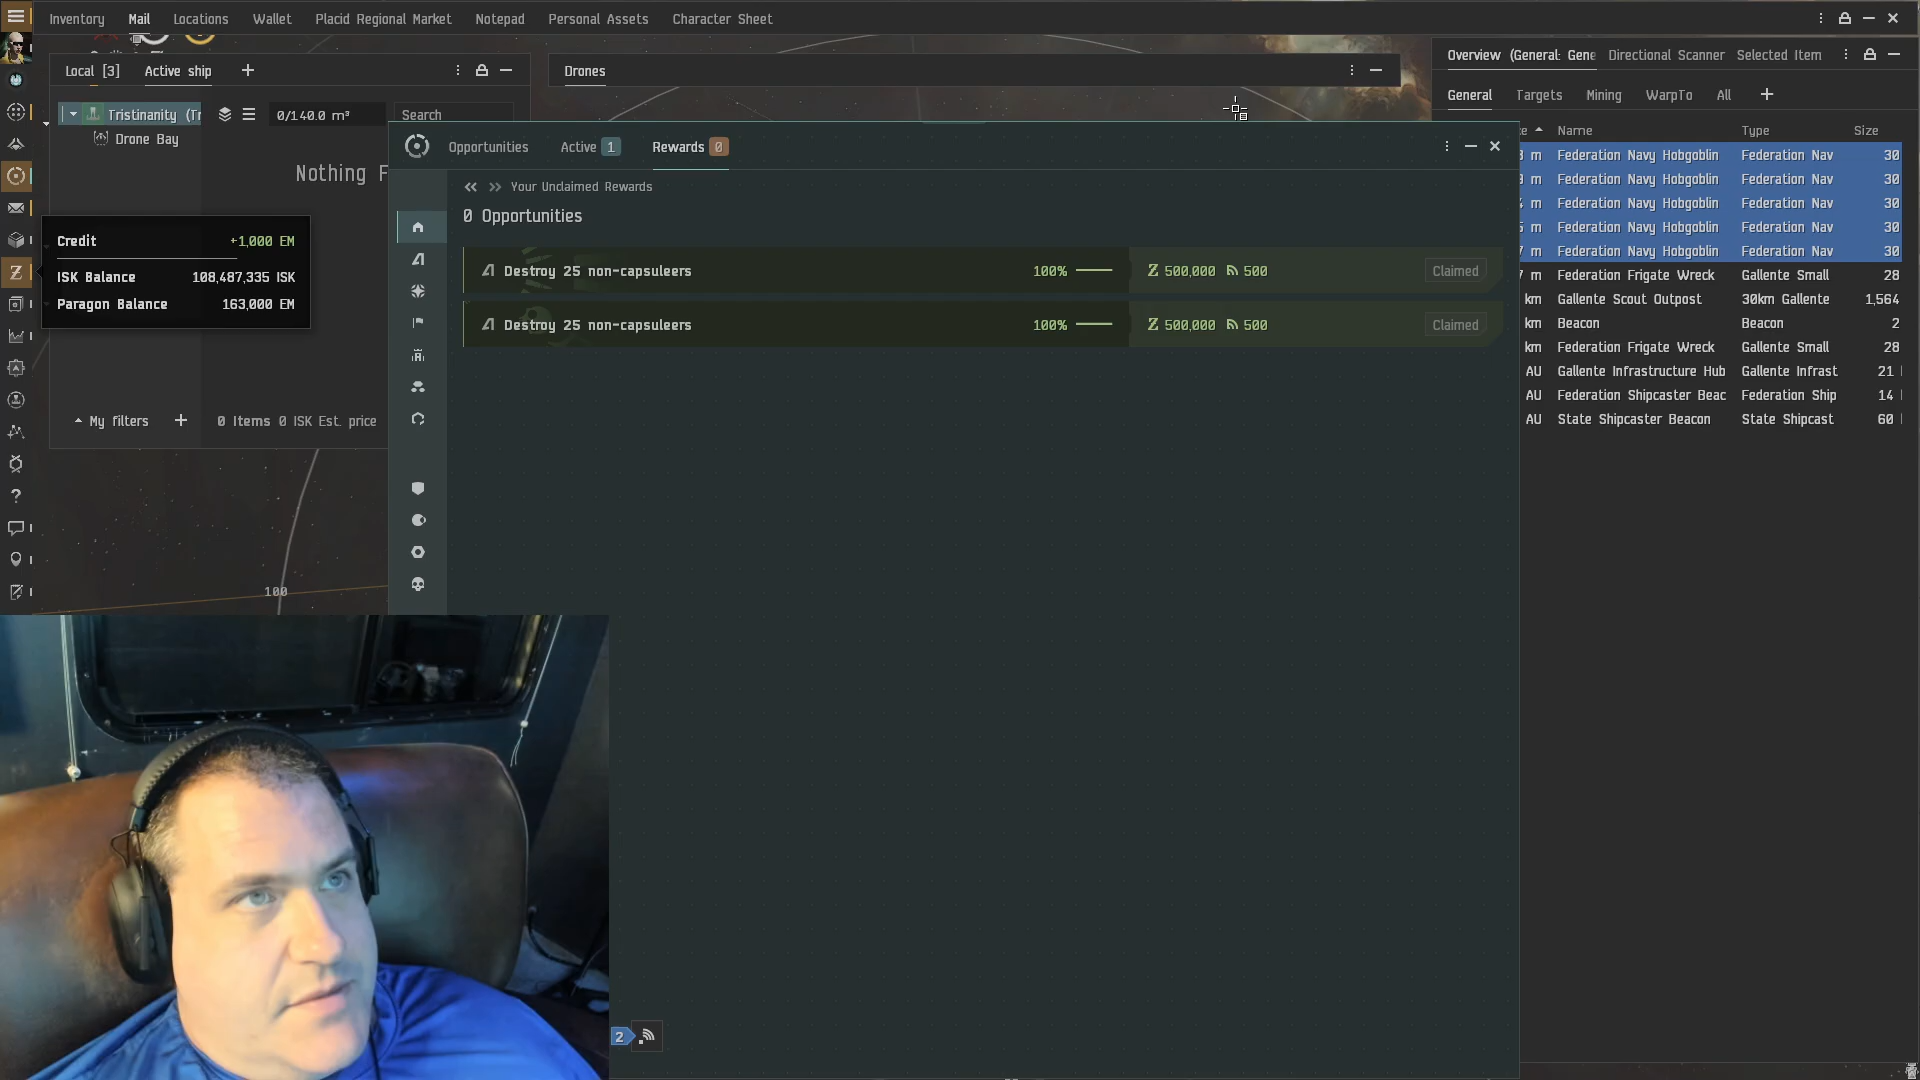 Inventory Mail Locations Wallet Placid Regional Market Notepad Personal Assets Character Sheet
Local [3] Active ship
Drones
Overview (General: Gene Directional Scanner Selected Item
General Targets Mining WarpTo All
Tristinanity (Tr
0/140.0 m³
Search
Drone Bay
Nothing F
Opportunities Active 1 Rewards 0
Your Unclaimed Rewards
0 Opportunities
Destroy 25 non-capsuleers 100% 500,000 500 Claimed
Destroy 25 non-capsuleers 100% 500,000 500 Claimed
Credit +1,000 EM
ISK Balance 108,487,335 ISK
Paragon Balance 163,000 EM
My filters
0 Items 0 ISK Est. price
100
Name Type Size
m Federation Navy Hobgoblin Federation Nav 30
m Federation Navy Hobgoblin Federation Nav 30
m Federation Navy Hobgoblin Federation Nav 30
m Federation Navy Hobgoblin Federation Nav 30
m Federation Navy Hobgoblin Federation Nav 30
m Federation Frigate Wreck Gallente Small 28
km Gallente Scout Outpost 30km Gallente 1,564
km Beacon Beacon 2
km Federation Frigate Wreck Gallente Small 28
AU Gallente Infrastructure Hub Gallente Infrast 21
AU Federation Shipcaster Beac Federation Ship 14
AU State Shipcaster Beacon State Shipcast 60
2